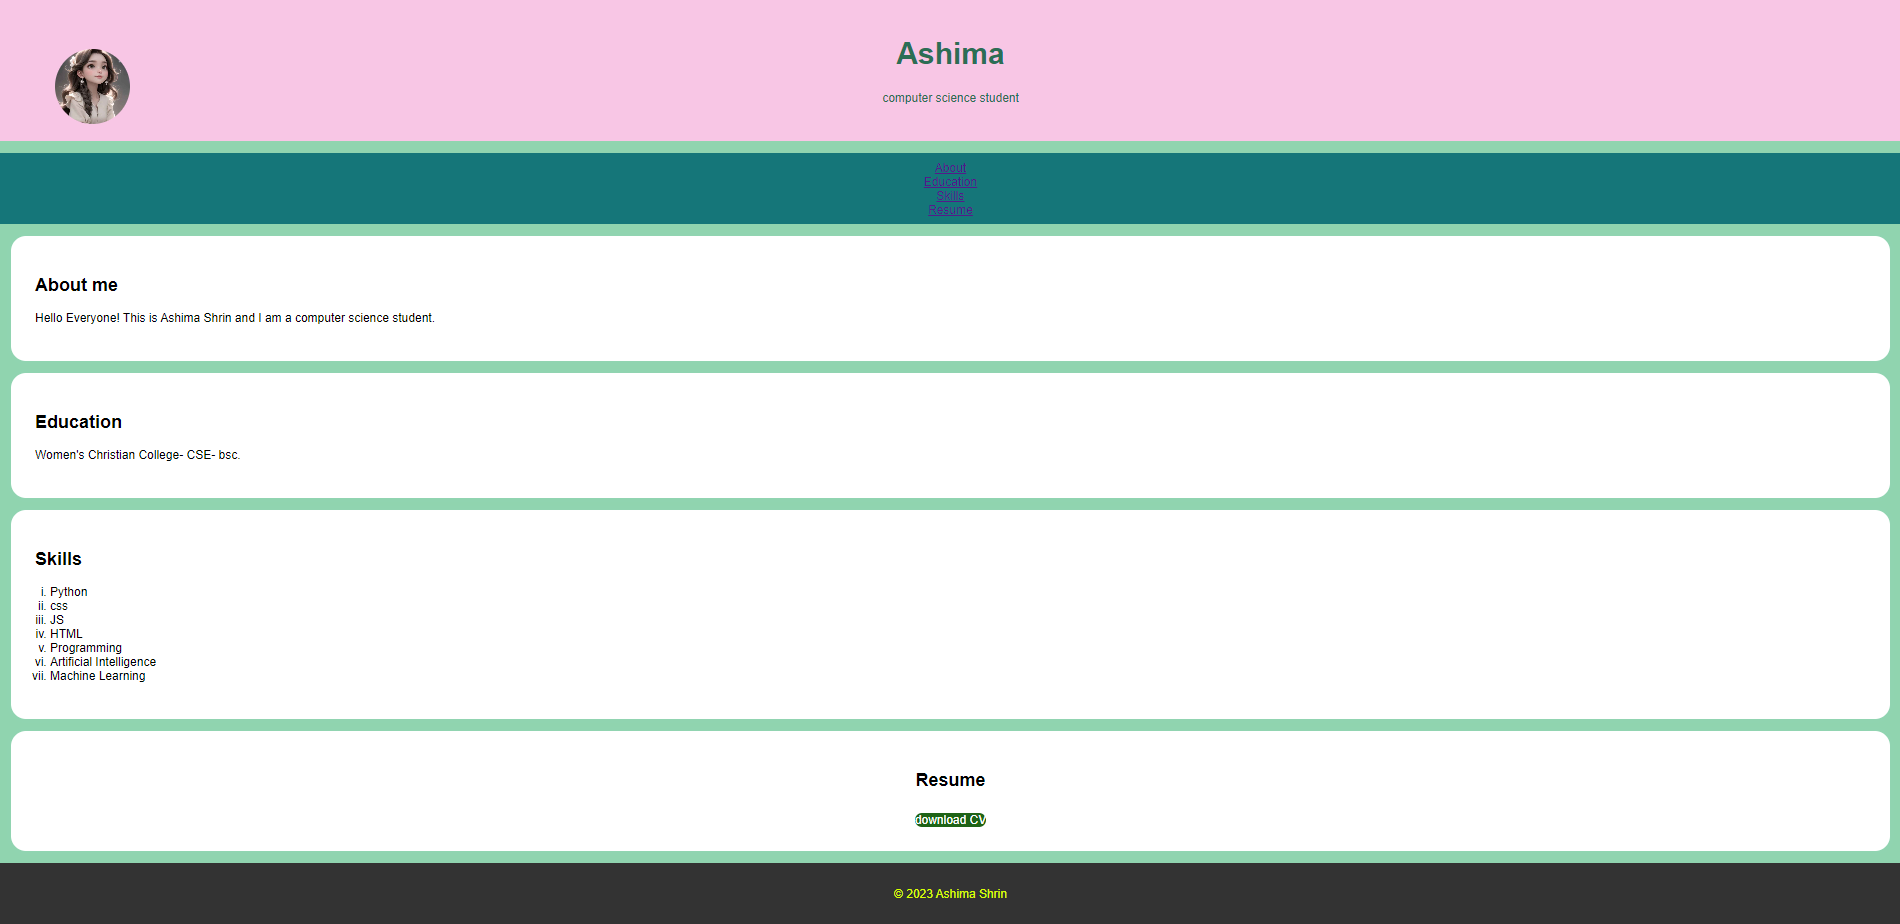 Ashima
computer science student
About
Education
Skills
Resume
About me
Hello Everyone! This is Ashima Shrin and I am a computer science student.
Education
Women's Christian College- CSE- bsc.
Skills
i. Python
ii. css
iii. JS
iv. HTML
v. Programming
vi. Artificial Intelligence
vii. Machine Learning
Resume
download CV
© 2023 Ashima Shrin